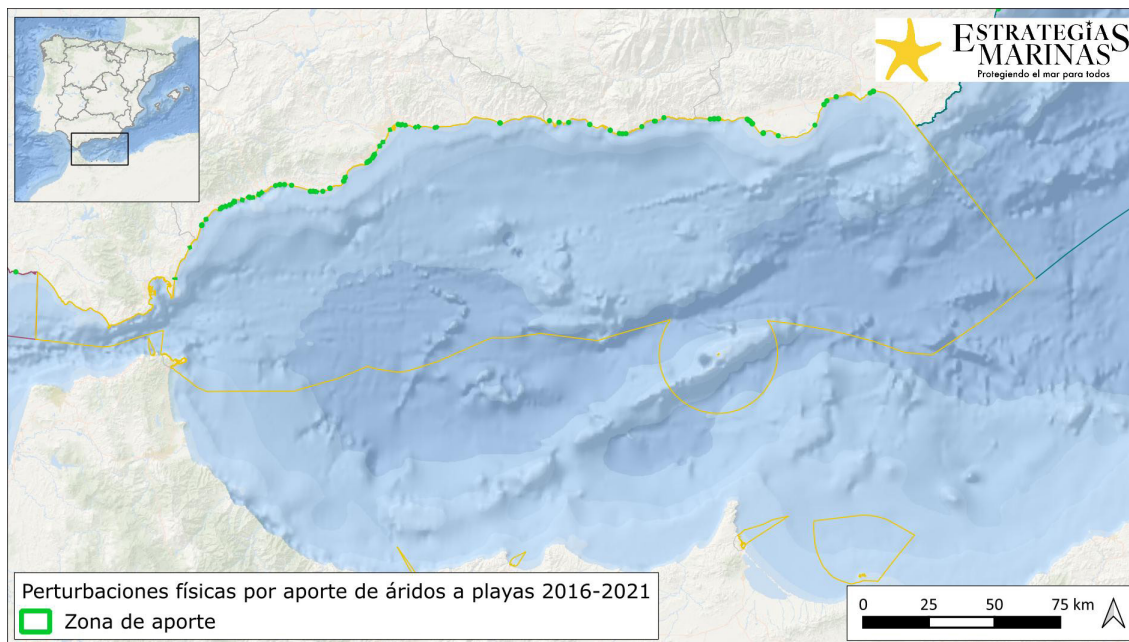 ESTRATEGIAS
MARINAS
Protegiendo el mar para todos
Perturbaciones físicas por aporte de áridos a playas 2016-2021
Zona de aporte
0 25 50 75 km